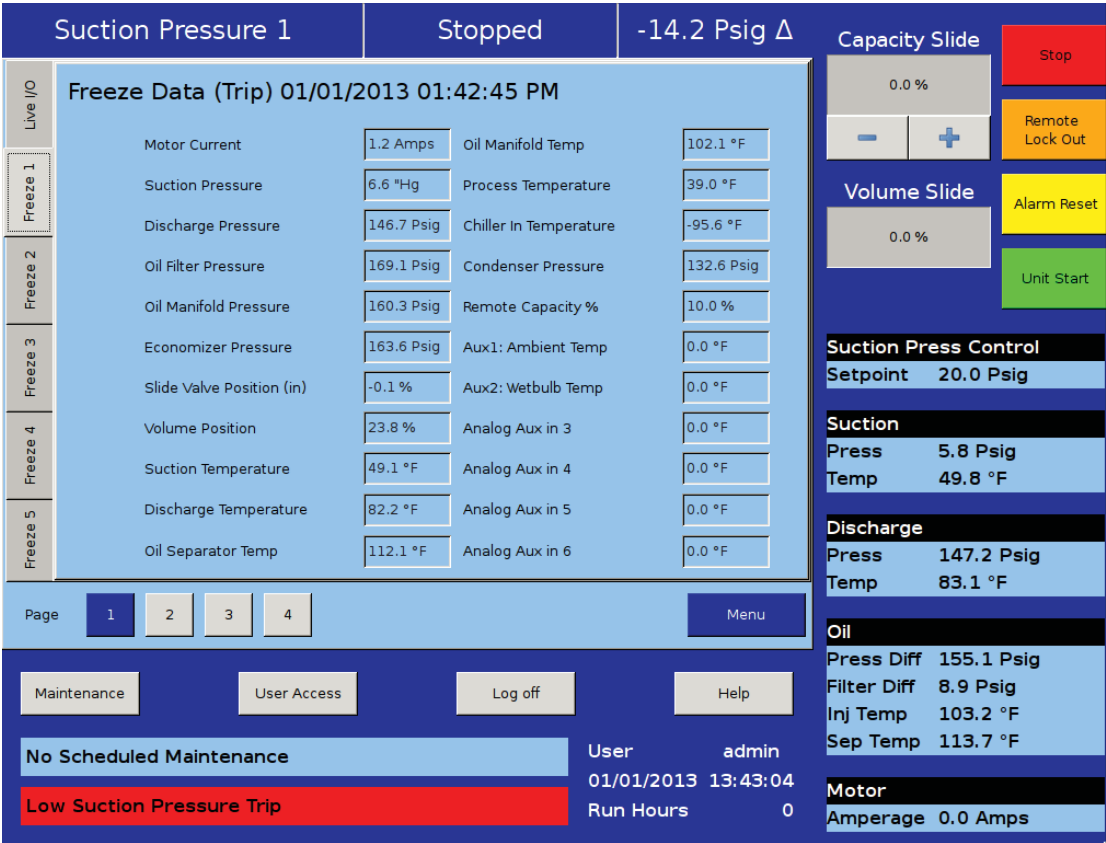 Suction Pressure 1
Stopped
-14.2 Psig Δ
Live I/O
Freeze 1
Freeze 2
Freeze 3
Freeze 4
Freeze 5
Freeze Data (Trip) 01/01/2013 01:42:45 PM
Motor Current 1.2 Amps Oil Manifold Temp 102.1 °F
Suction Pressure 6.6 "Hg Process Temperature 39.0 °F
Discharge Pressure 146.7 Psig Chiller In Temperature -95.6 °F
Oil Filter Pressure 169.1 Psig Condenser Pressure 132.6 Psig
Oil Manifold Pressure 160.3 Psig Remote Capacity % 10.0 %
Economizer Pressure 163.6 Psig Aux1: Ambient Temp 0.0 °F
Slide Valve Position (in) -0.1 % Aux2: Wetbulb Temp 0.0 °F
Volume Position 23.8 % Analog Aux in 3 0.0 °F
Suction Temperature 49.1 °F Analog Aux in 4 0.0 °F
Discharge Temperature 82.2 °F Analog Aux in 5 0.0 °F
Oil Separator Temp 112.1 °F Analog Aux in 6 0.0 °F
Page 1 2 3 4 Menu
Maintenance User Access Log off Help
No Scheduled Maintenance
Low Suction Pressure Trip
User admin
01/01/2013 13:43:04
Run Hours 0
Capacity Slide
0.0 %
Volume Slide
0.0 %
Stop
Remote
Lock Out
Alarm Reset
Unit Start
Suction Press Control
Setpoint 20.0 Psig
Suction
Press 5.8 Psig
Temp 49.8 °F
Discharge
Press 147.2 Psig
Temp 83.1 °F
Oil
Press Diff 155.1 Psig
Filter Diff 8.9 Psig
Inj Temp 103.2 °F
Sep Temp 113.7 °F
Motor
Amperage 0.0 Amps